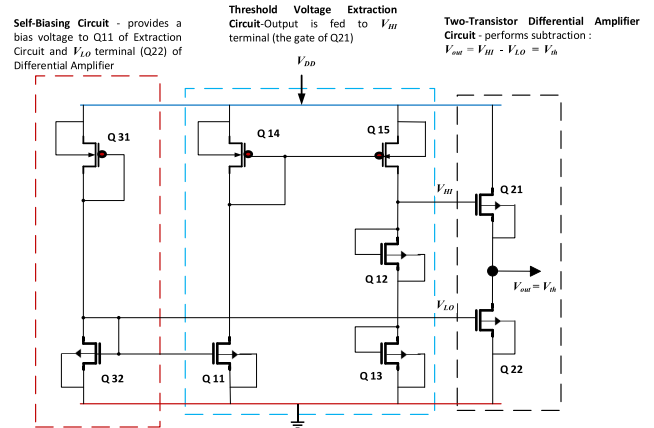 Self-Biasing Circuit - provides a
bias voltage to Q11 of Extraction
Circuit and VLO terminal (Q22) of
Differential Amplifier
Threshold Voltage Extraction
Circuit-Output is fed to VHI
terminal (the gate of Q21)
Two-Transistor Differential Amplifier
Circuit - performs subtraction :
Vout = VHI - VLO = Vth
VDD
Q 31
Q 14
Q 15
VHI
Q 21
Q 12
Vout = Vth
VLO
Q 32
Q 11
Q 13
Q 22